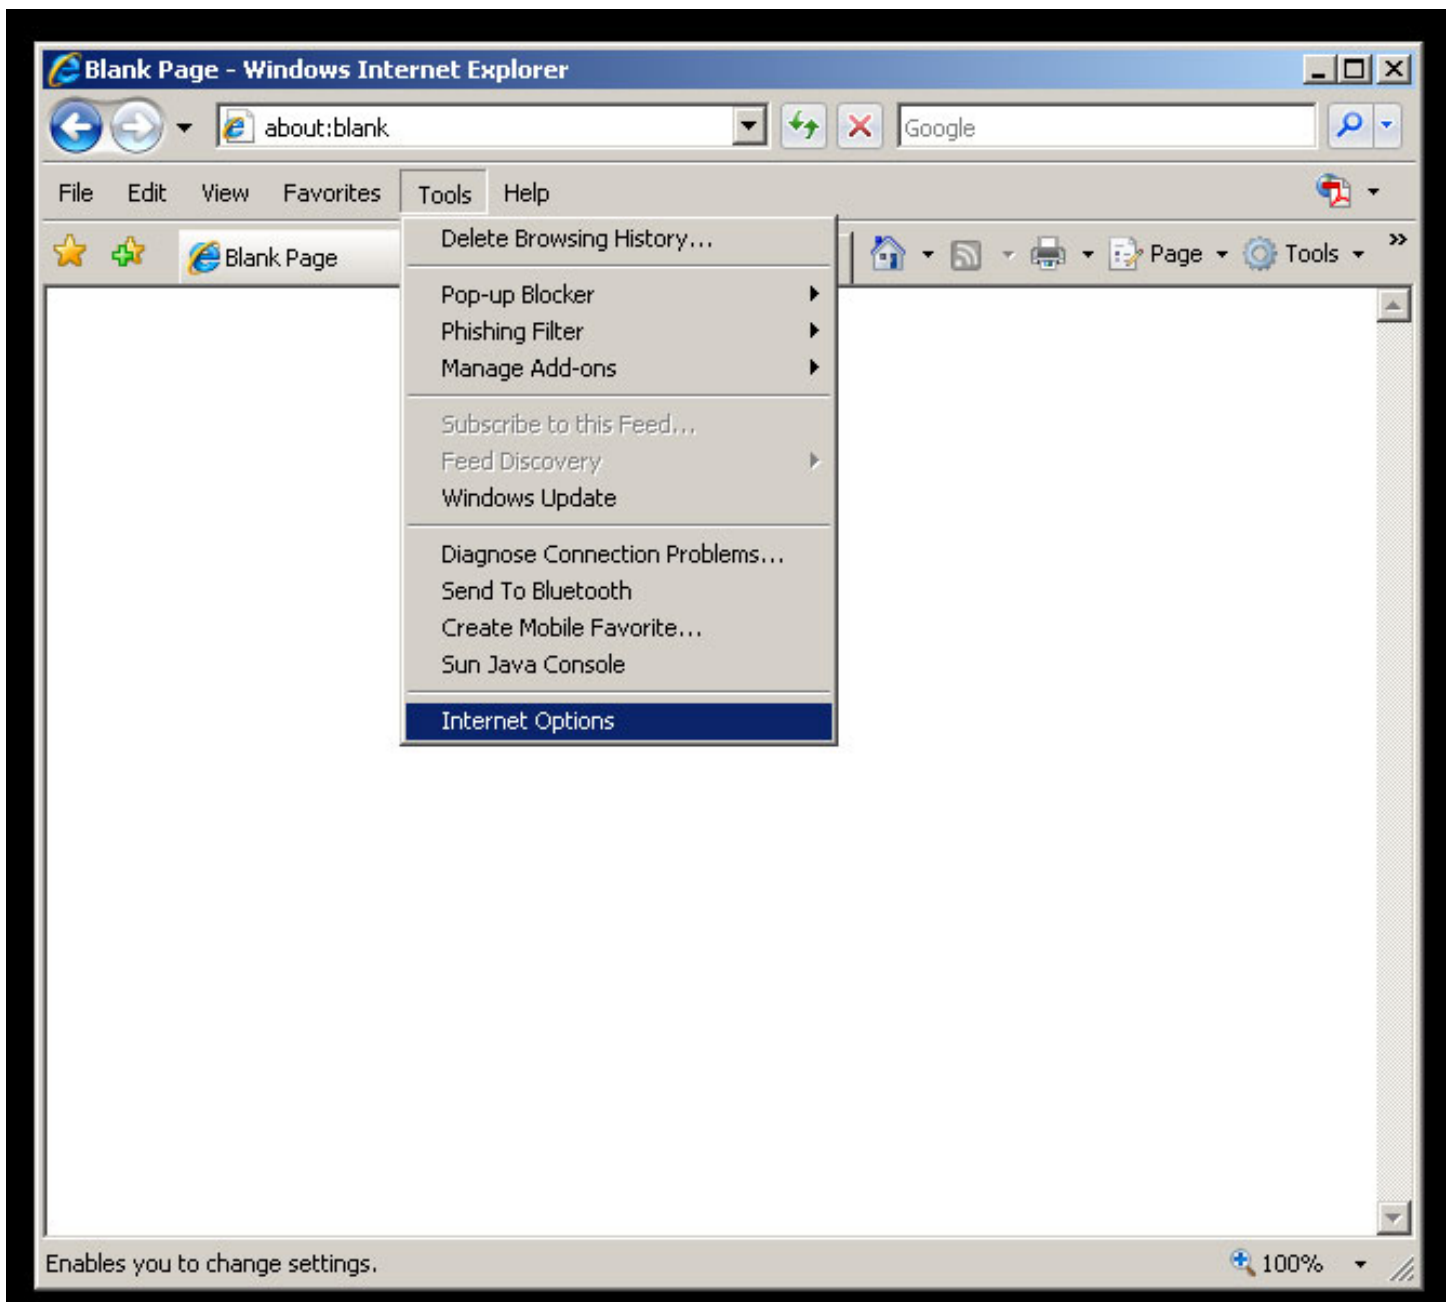 Blank Page - Windows Internet Explorer
about:blank
Google
File Edit View Favorites Tools Help
Blank Page
Page Tools »
Delete Browsing History...
Pop-up Blocker
Phishing Filter
Manage Add-ons
Subscribe to this Feed...
Feed Discovery
Windows Update
Diagnose Connection Problems...
Send To Bluetooth
Create Mobile Favorite...
Sun Java Console
Internet Options
Enables you to change settings. 100%